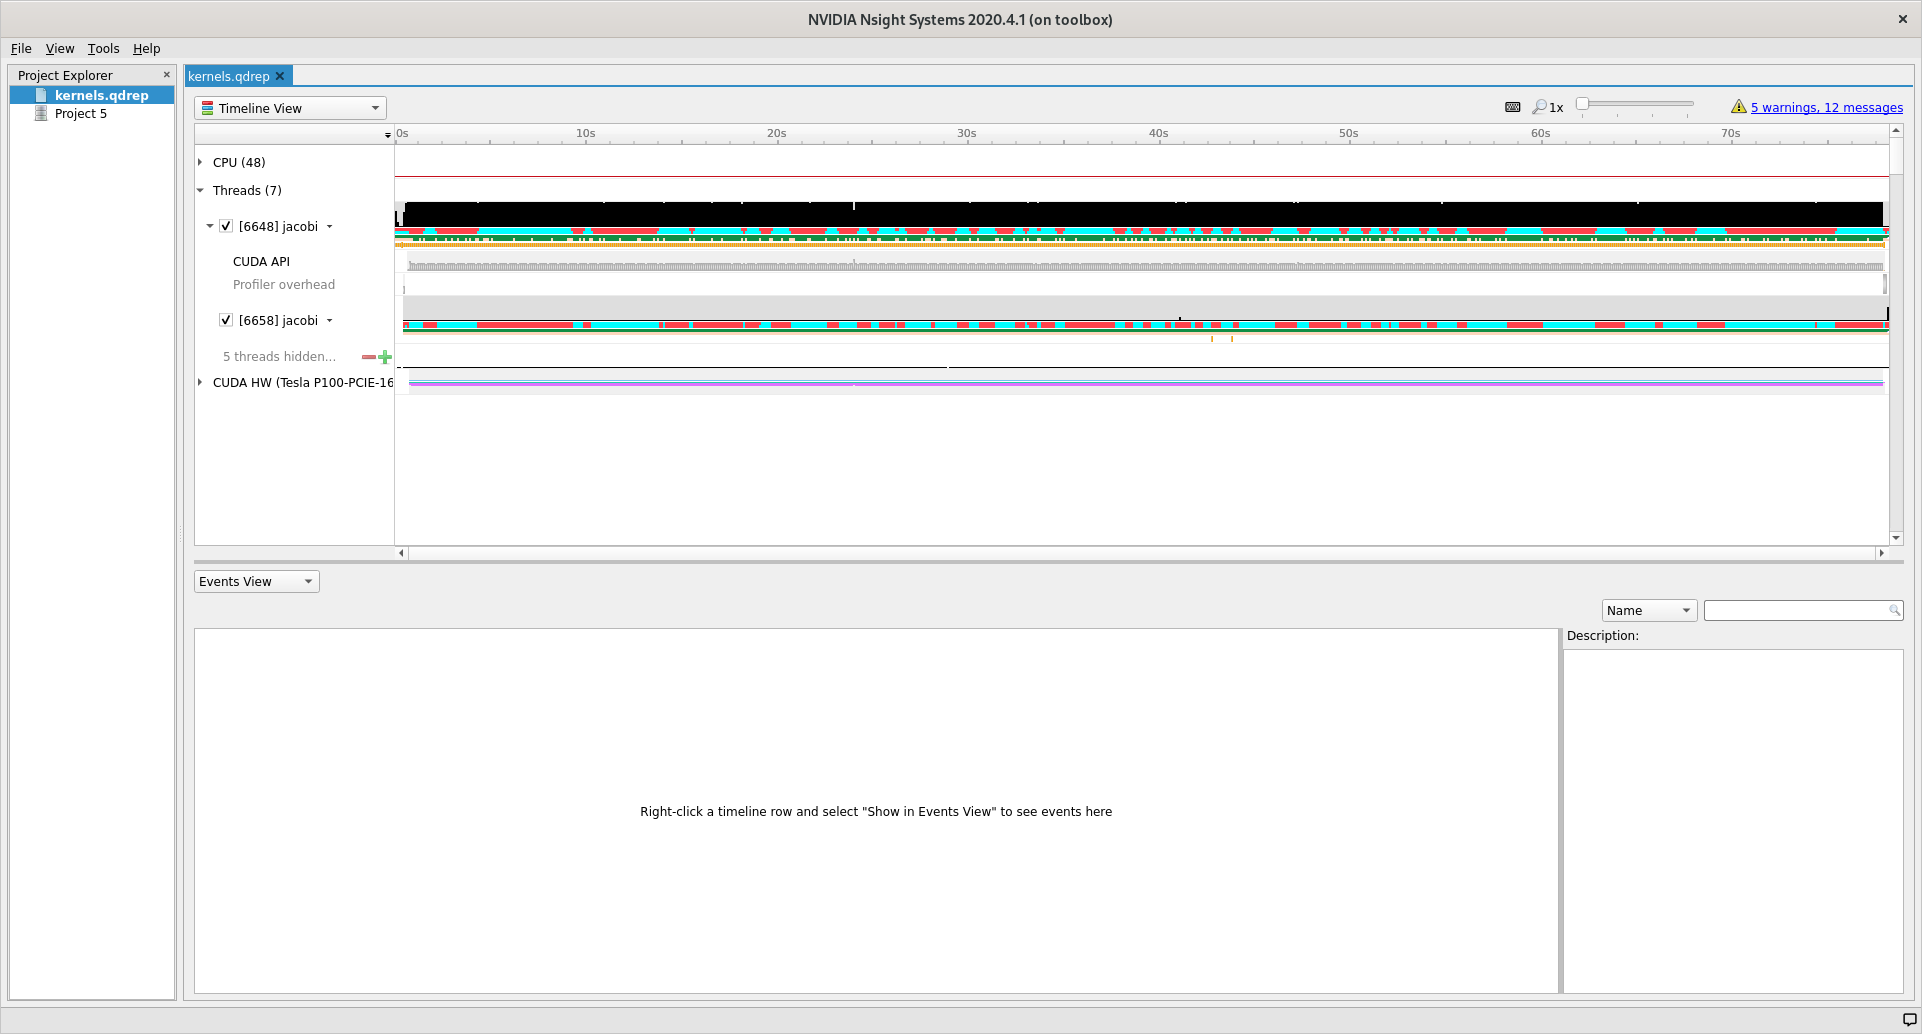 NVIDIA Nsight Systems 2020.4.1 (on toolbox)
File View Tools Help
Project Explorer
kernels.qdrep
Project 5
kernels.qdrep
Timeline View
1x
5 warnings, 12 messages
0s 10s 20s 30s 40s 50s 60s 70s
CPU (48)
Threads (7)
[6648] jacobi
CUDA API
Profiler overhead
[6658] jacobi
5 threads hidden...
CUDA HW (Tesla P100-PCIE-16
Events View
Name
Description:
Right-click a timeline row and select "Show in Events View" to see events here